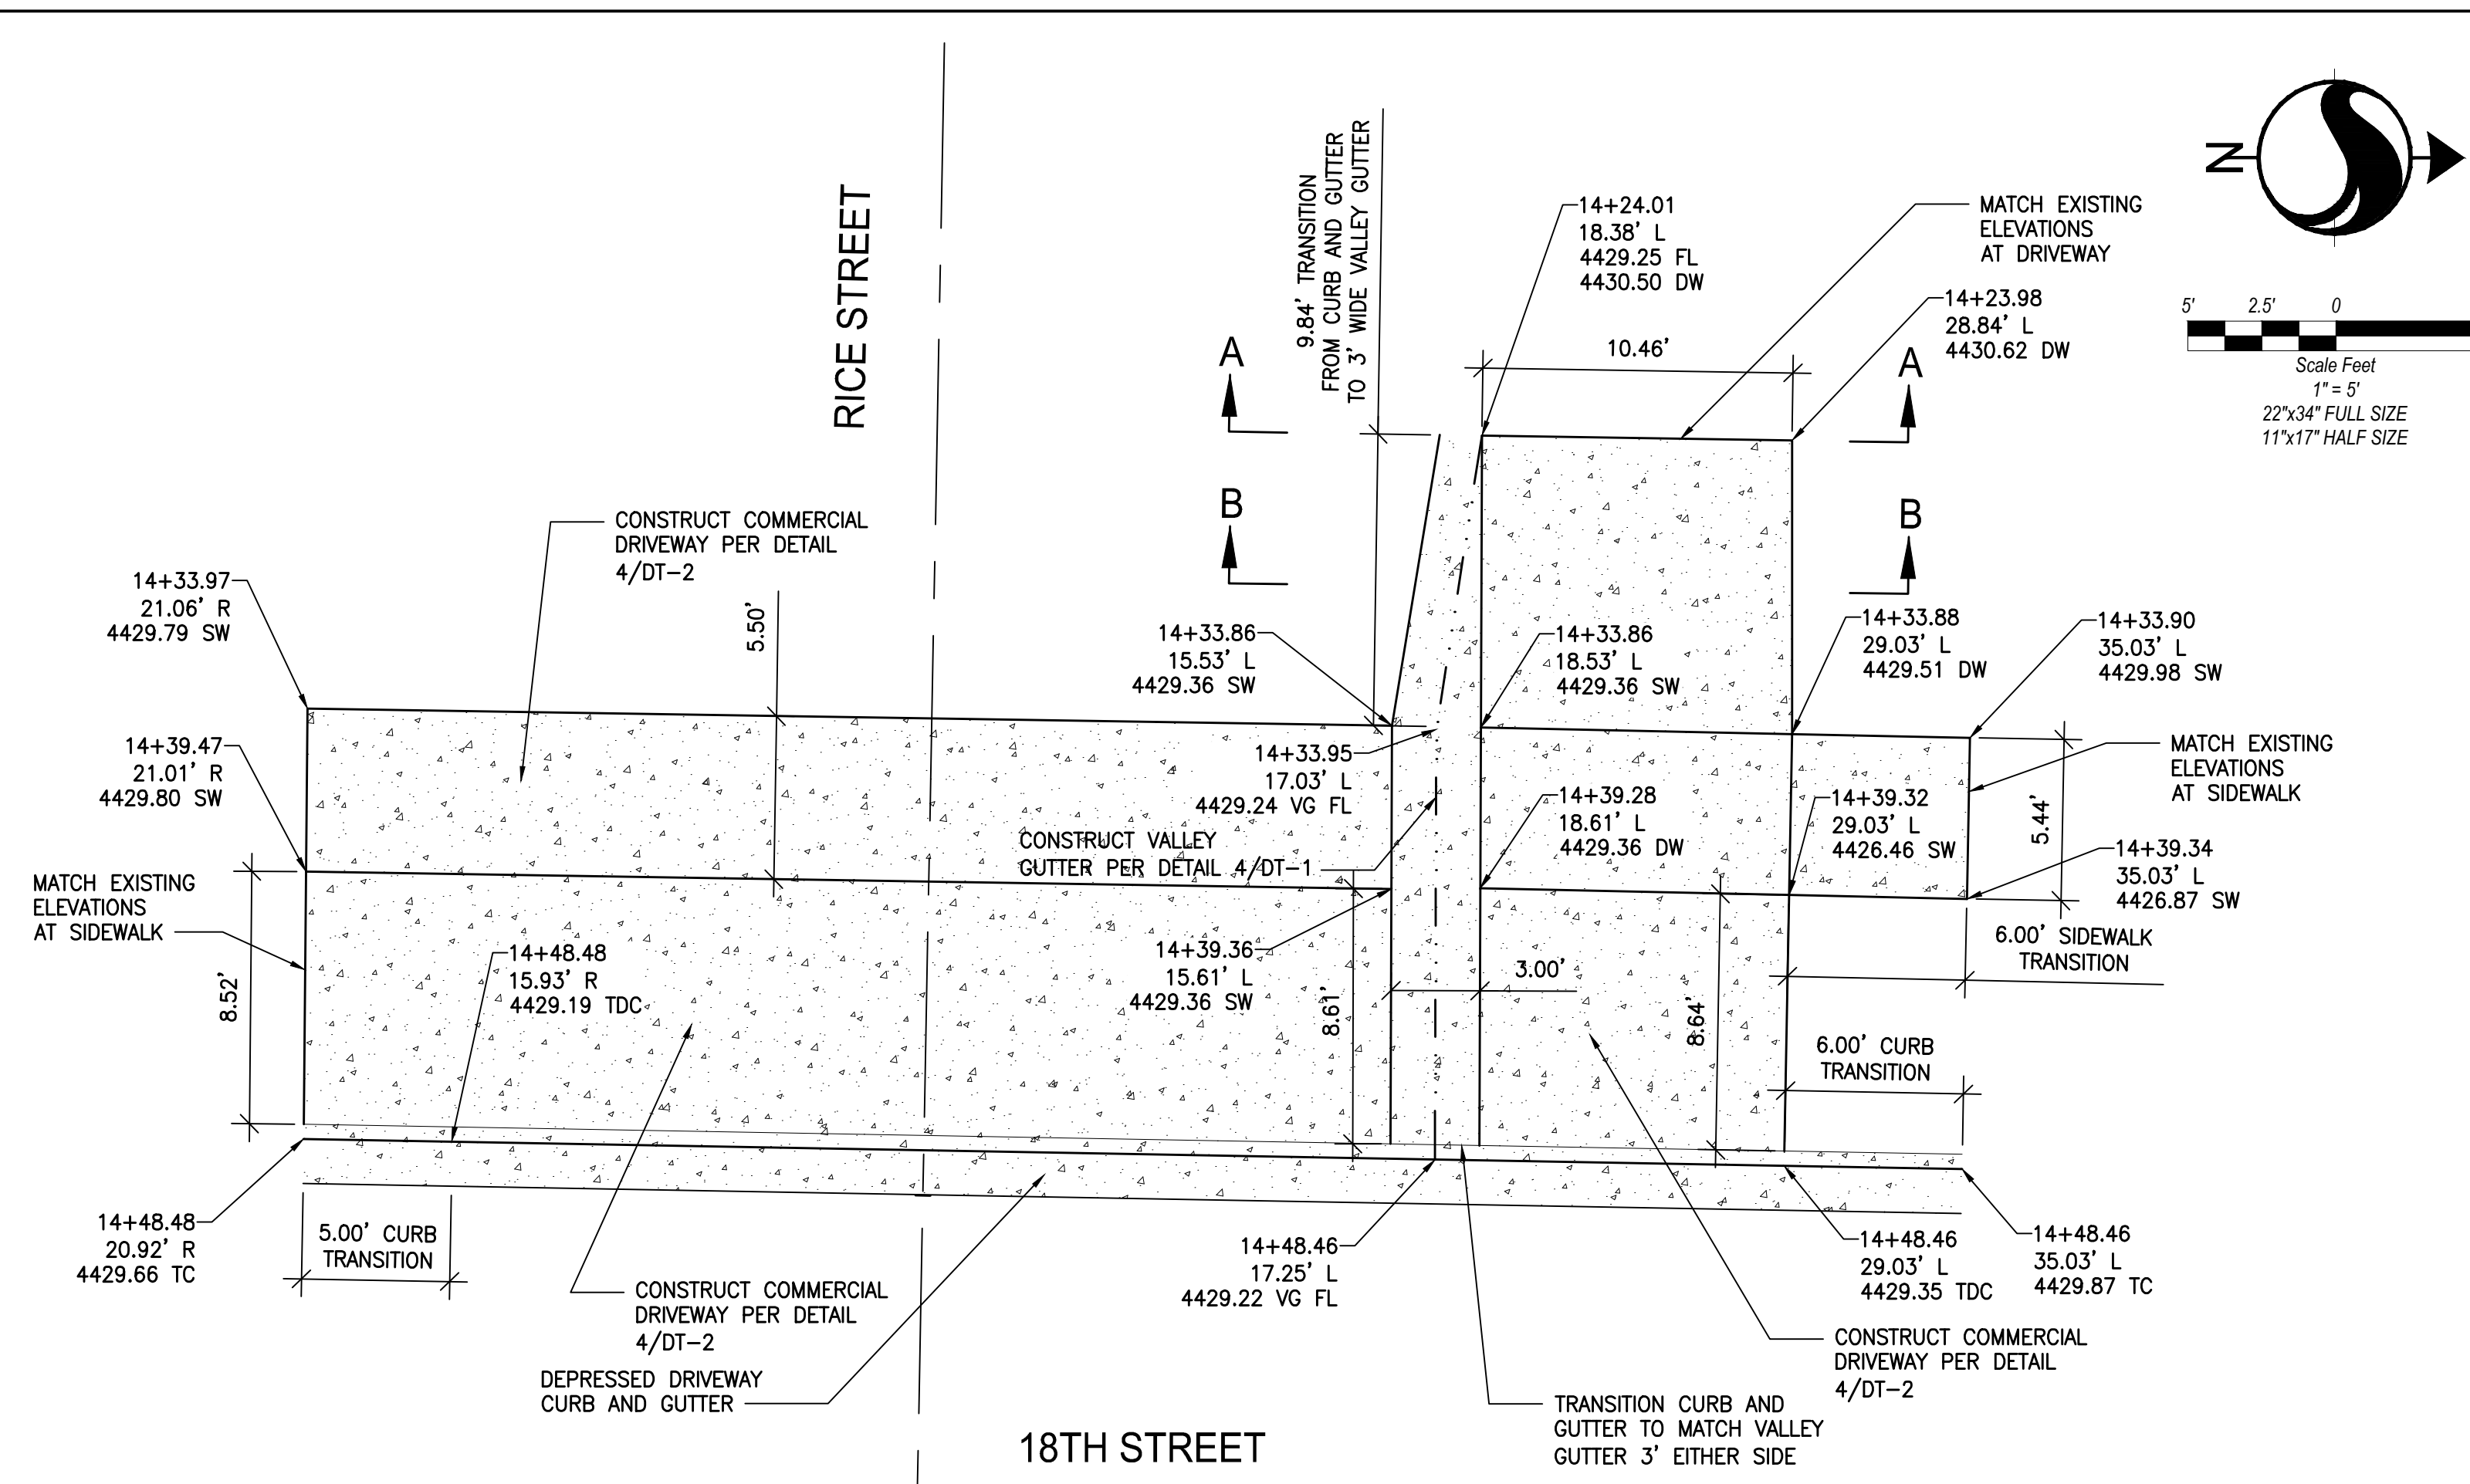 RICE STREET
9.84' TRANSITION
FROM CURB AND GUTTER
TO 3' WIDE VALLEY GUTTER
14+24.01
18.38' L
4429.25 FL
4430.50 DW
MATCH EXISTING
ELEVATIONS
AT DRIVEWAY
N
14+23.98
28.84' L
4430.62 DW
5' 2.5' 0
Scale Feet
1" = 5'
22"x34" FULL SIZE
11"x17" HALF SIZE
A
10.46'
A
B
B
CONSTRUCT COMMERCIAL
DRIVEWAY PER DETAIL
4/DT-2
14+33.97
21.06' R
4429.79 SW
5.50'
14+33.86
15.53' L
4429.36 SW
14+33.86
18.53' L
4429.36 SW
14+33.88
29.03' L
4429.51 DW
14+33.90
35.03' L
4429.98 SW
14+39.47
21.01' R
4429.80 SW
14+33.95
17.03' L
4429.24 VG FL
CONSTRUCT VALLEY
GUTTER PER DETAIL 4/DT-1
14+39.28
18.61' L
4429.36 DW
14+39.32
29.03' L
4426.46 SW
MATCH EXISTING
ELEVATIONS
AT SIDEWALK
5.44'
14+39.34
35.03' L
4426.87 SW
MATCH EXISTING
ELEVATIONS
AT SIDEWALK
8.52'
14+48.48
15.93' R
4429.19 TDC
14+39.36
15.61' L
4429.36 SW
8.61'
3.00'
8.64'
6.00' SIDEWALK
TRANSITION
6.00' CURB
TRANSITION
14+48.48
20.92' R
4429.66 TC
5.00' CURB
TRANSITION
CONSTRUCT COMMERCIAL
DRIVEWAY PER DETAIL
4/DT-2
DEPRESSED DRIVEWAY
CURB AND GUTTER
14+48.46
17.25' L
4429.22 VG FL
14+48.46
29.03' L
4429.35 TDC
14+48.46
35.03' L
4429.87 TC
CONSTRUCT COMMERCIAL
DRIVEWAY PER DETAIL
4/DT-2
TRANSITION CURB AND
GUTTER TO MATCH VALLEY
GUTTER 3' EITHER SIDE
18TH STREET